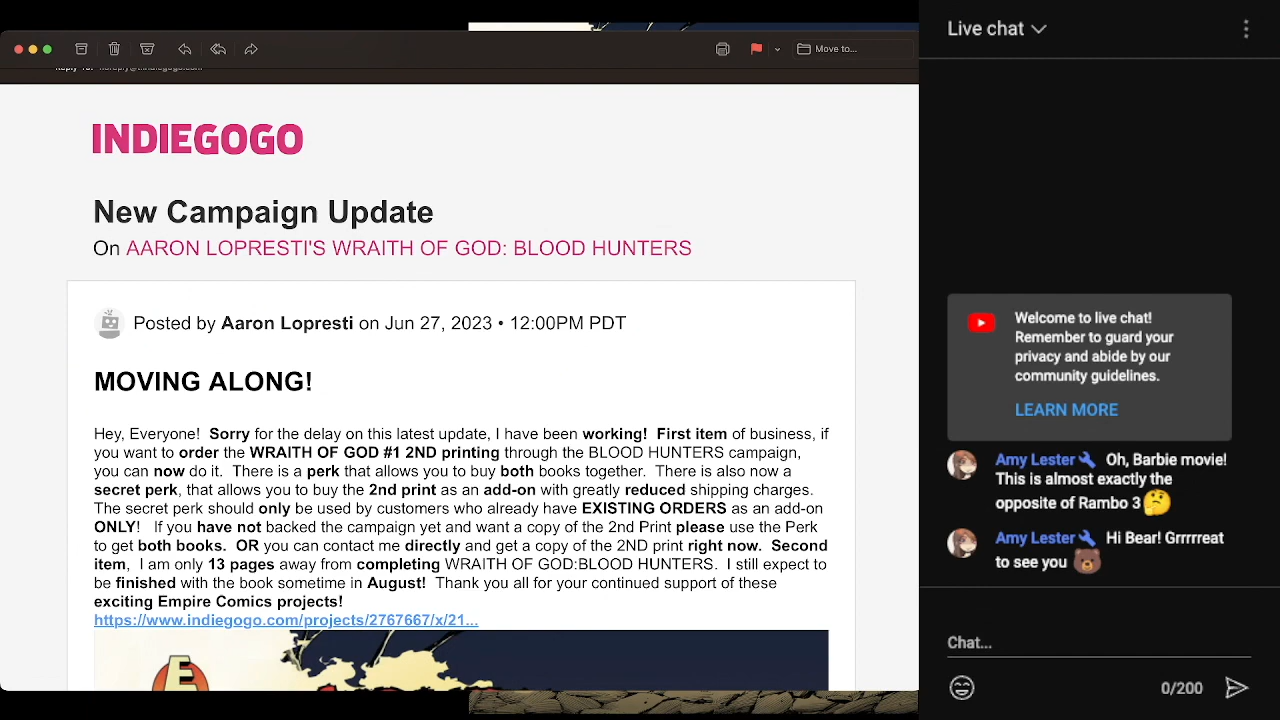 Live chat
Move to...
INDIEGOGO
New Campaign Update
On AARON LOPRESTI'S WRAITH OF GOD: BLOOD HUNTERS
Posted by Aaron Lopresti on Jun 27, 2023 • 12:00PM PDT
MOVING ALONG!
Hey, Everyone! Sorry for the delay on this latest update, I have been working! First item of business, if
you want to order the WRAITH OF GOD #1 2ND printing through the BLOOD HUNTERS campaign,
you can now do it. There is a perk that allows you to buy both books together. There is also now a
secret perk, that allows you to buy the 2nd print as an add-on with greatly reduced shipping charges.
The secret perk should only be used by customers who already have EXISTING ORDERS as an add-on
ONLY! If you have not backed the campaign yet and want a copy of the 2nd Print please use the Perk
to get both books. OR you can contact me directly and get a copy of the 2ND print right now. Second
item, I am only 13 pages away from completing WRAITH OF GOD:BLOOD HUNTERS. I still expect to
be finished with the book sometime in August! Thank you all for your continued support of these
exciting Empire Comics projects!
https://www.indiegogo.com/projects/2767667/x/21...
E
Welcome to live chat!
Remember to guard your
privacy and abide by our
community guidelines.
LEARN MORE
Amy Lester Oh, Barbie movie!
This is almost exactly the
opposite of Rambo 3
Amy Lester Hi Bear! Grrrrreat
to see you
Chat...
0/200